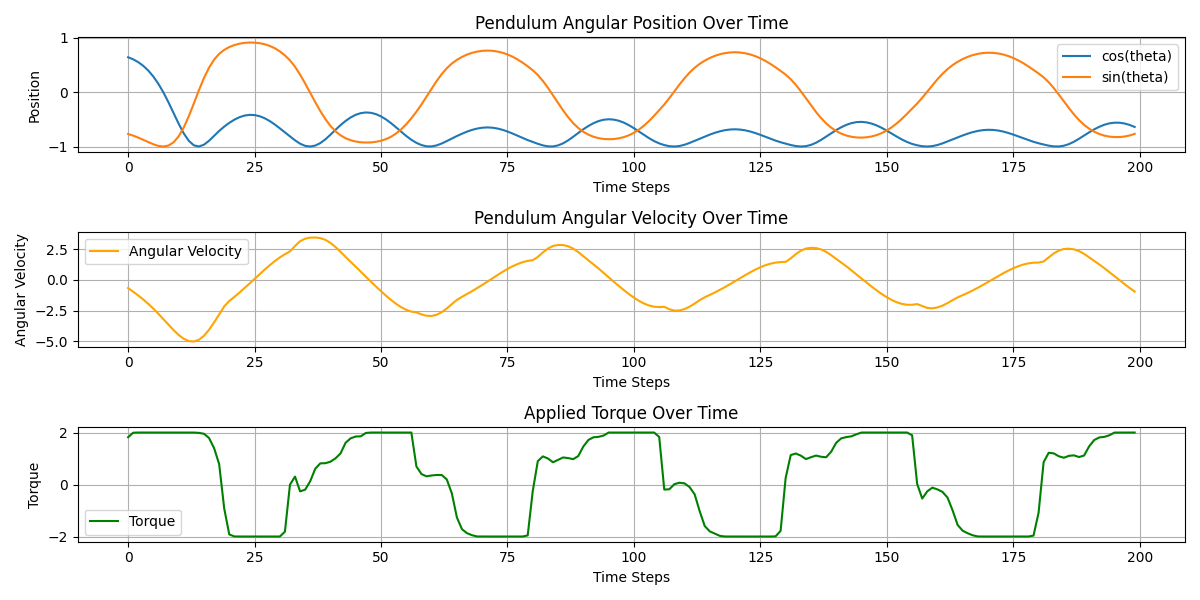 Pendulum Angular Position Over Time
1
0
−1
Position
cos(theta)
sin(theta)
0 25 50 75 100 125 150 175 200
Time Steps
Pendulum Angular Velocity Over Time
2.5
0.0
−2.5
−5.0
Angular Velocity
Angular Velocity
0 25 50 75 100 125 150 175 200
Time Steps
Applied Torque Over Time
2
0
−2
Torque
Torque
0 25 50 75 100 125 150 175 200
Time Steps